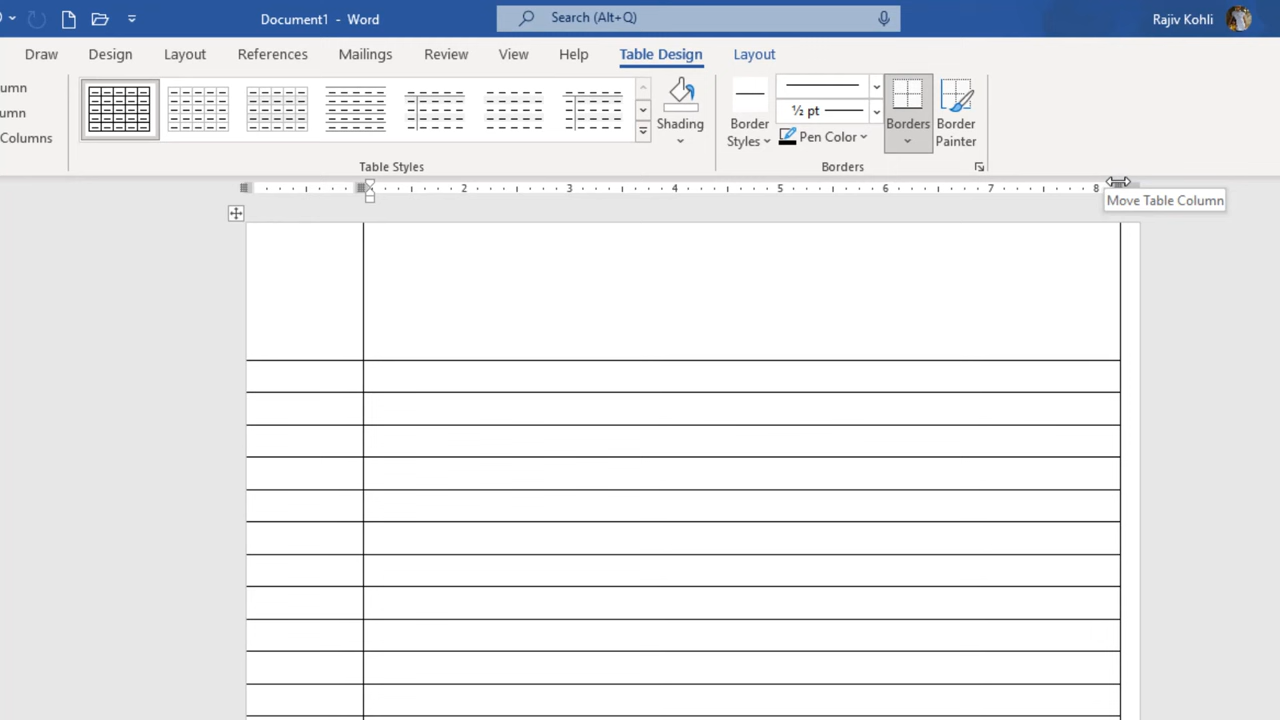 Document1 - Word
Search (Alt+Q)
Rajiv Kohli
Draw
Design
Layout
References
Mailings
Review
View
Help
Table Design
Layout
umn
umn
Columns
Shading
Border
Styles
½ pt
Pen Color
Borders
Border
Painter
Table Styles
Borders
2
3
4
5
6
7
8
Move Table Column